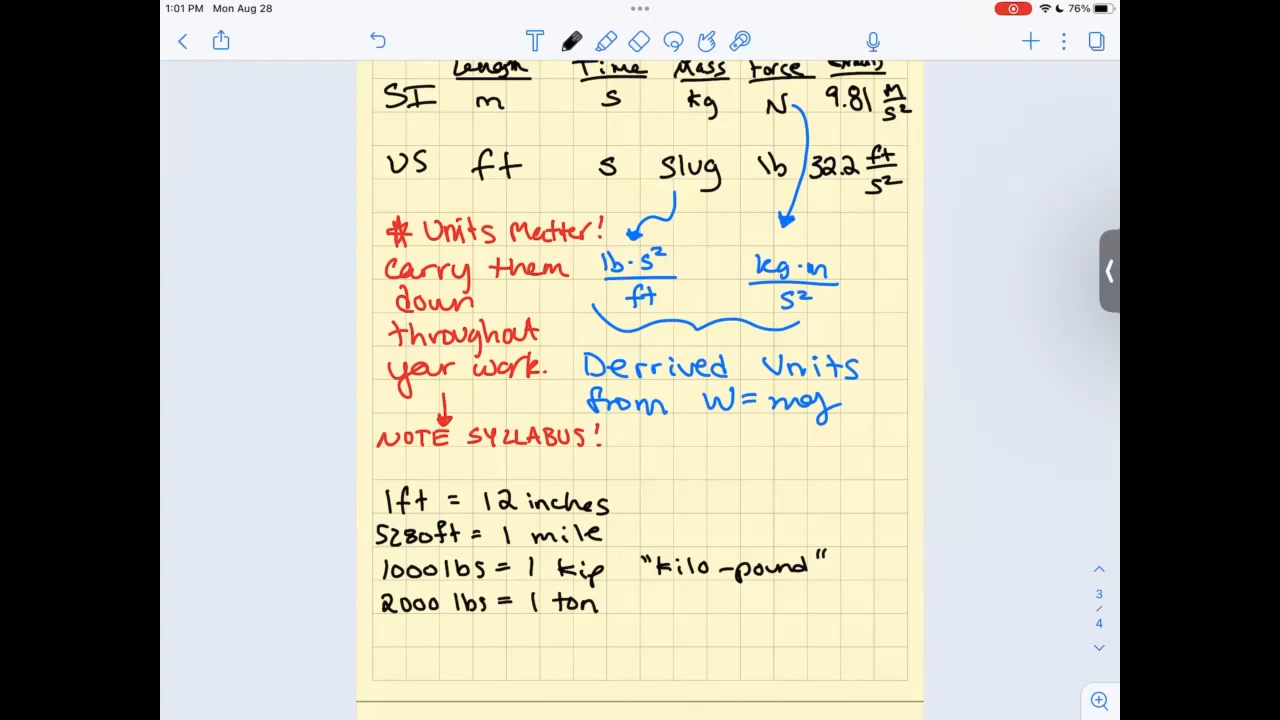 1:01 PM Mon Aug 28
76%
Length Time Mass Force
SI m s kg N 9.81 m/s²
US ft s slug lb 32.2 ft/s²
* Units Matter!
carry them
down
throughout
your work.
NOTE SYLLABUS!
lb·s²/ft
kg·m/s²
Derrived Units
from W = mg
1ft = 12 inches
5280ft = 1 mile
1000 lbs = 1 kip "kilo-pound"
2000 lbs = 1 ton
3
/
4